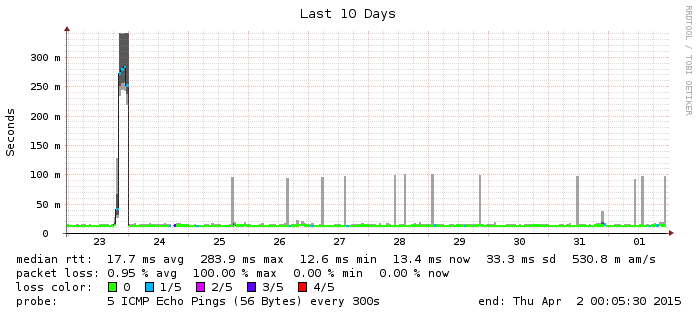 Last 10 Days
RRDTOOL / TOBI OETIKER
Seconds
300 m
250 m
200 m
150 m
100 m
50 m
0
23 24 25 26 27 28 29 30 31 01
median rtt: 17.7 ms avg 283.9 ms max 12.6 ms min 13.4 ms now 33.3 ms sd 530.8 m am/s
packet loss: 0.95 % avg 100.00 % max 0.00 % min 0.00 % now
loss color: 0 1/5 2/5 3/5 4/5
probe: 5 ICMP Echo Pings (56 Bytes) every 300s end: Thu Apr 2 00:05:30 2015